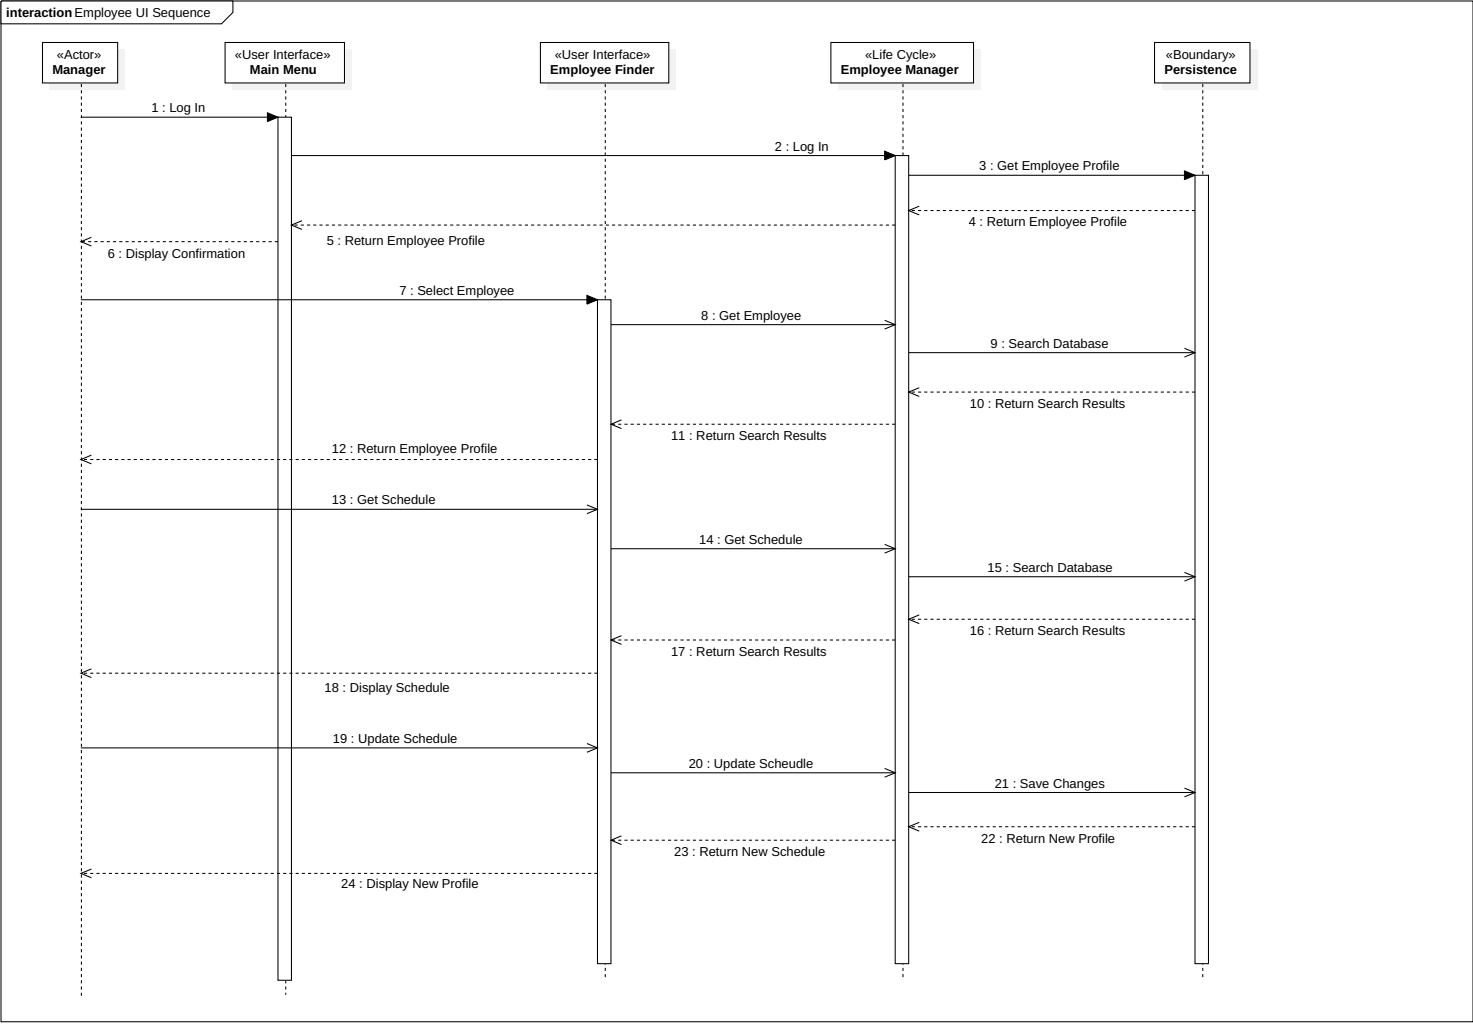 interaction Employee UI Sequence
«Actor»
Manager
«User Interface»
Main Menu
«User Interface»
Employee Finder
«Life Cycle»
Employee Manager
«Boundary»
Persistence
1 : Log In
2 : Log In
3 : Get Employee Profile
4 : Return Employee Profile
5 : Return Employee Profile
6 : Display Confirmation
7 : Select Employee
8 : Get Employee
9 : Search Database
10 : Return Search Results
11 : Return Search Results
12 : Return Employee Profile
13 : Get Schedule
14 : Get Schedule
15 : Search Database
16 : Return Search Results
17 : Return Search Results
18 : Display Schedule
19 : Update Schedule
20 : Update Scheudle
21 : Save Changes
22 : Return New Profile
23 : Return New Schedule
24 : Display New Profile